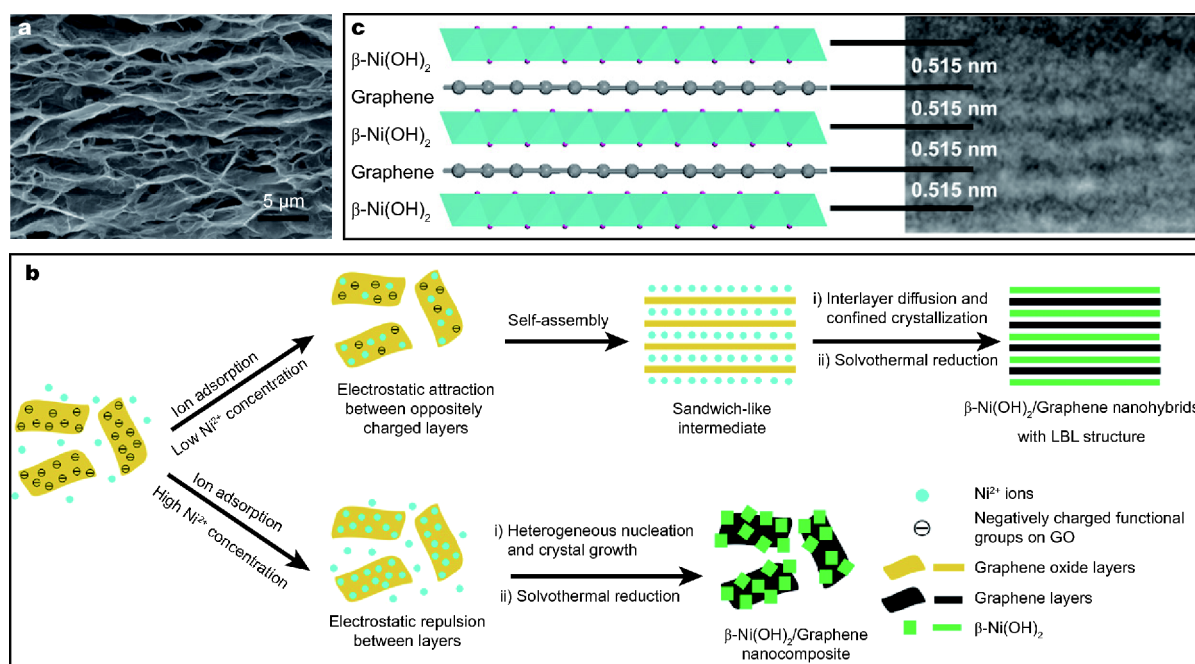 a
5 μm
c
β-Ni(OH)2
Graphene
β-Ni(OH)2
Graphene
β-Ni(OH)2
0.515 nm
0.515 nm
0.515 nm
0.515 nm
b
Ion adsorption
Low Ni2+ concentration
Electrostatic attraction
between oppositely
charged layers
Self-assembly
Sandwich-like
intermediate
i) Interlayer diffusion and
confined crystallization
ii) Solvothermal reduction
β-Ni(OH)2/Graphene nanohybrids
with LBL structure
Ion adsorption
High Ni2+ concentration
Electrostatic repulsion
between layers
i) Heterogeneous nucleation
and crystal growth
ii) Solvothermal reduction
β-Ni(OH)2/Graphene
nanocomposite
Ni2+ ions
Negatively charged functional
groups on GO
Graphene oxide layers
Graphene layers
β-Ni(OH)2